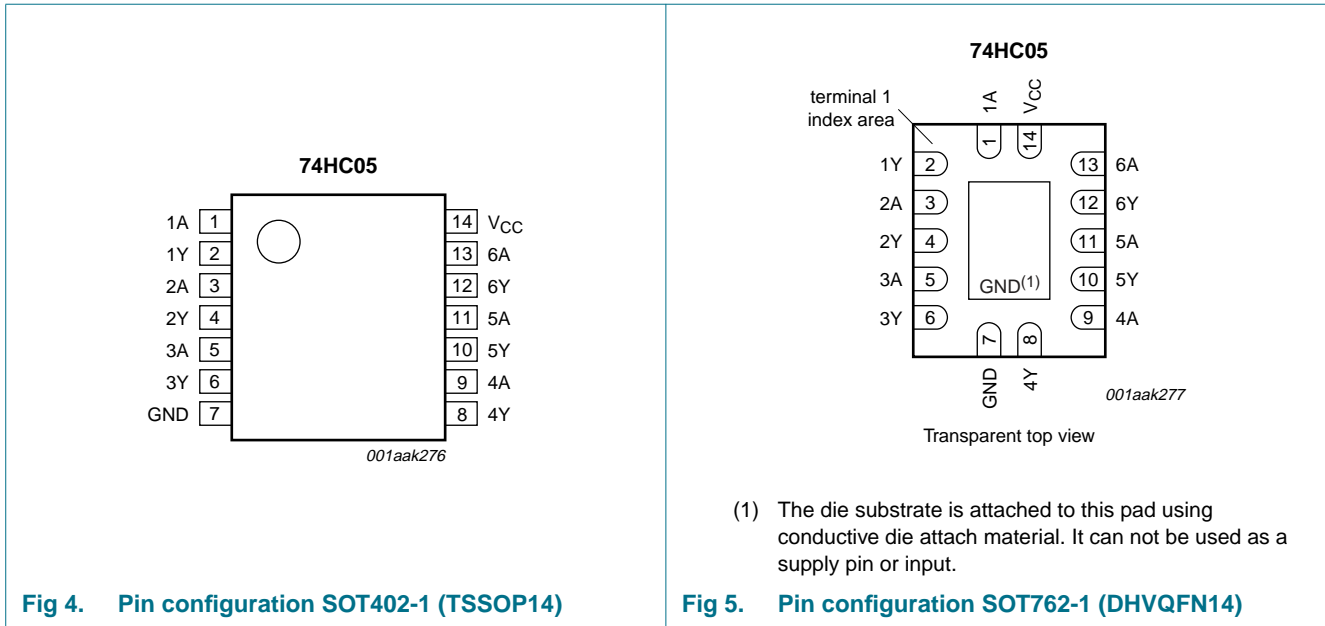 74HC05
1A 1 14 VCC
1Y 2 13 6A
2A 3 12 6Y
2Y 4 11 5A
3A 5 10 5Y
3Y 6 9 4A
GND 7 8 4Y
001aak276
Fig 4. Pin configuration SOT402-1 (TSSOP14)
74HC05
terminal 1
index area
1A VCC
1 14
1Y 2 13 6A
2A 3 12 6Y
2Y 4 11 5A
3A 5 GND(1) 10 5Y
3Y 6 9 4A
7 8
GND 4Y
001aak277
Transparent top view
(1) The die substrate is attached to this pad using
conductive die attach material. It can not be used as a
supply pin or input.
Fig 5. Pin configuration SOT762-1 (DHVQFN14)